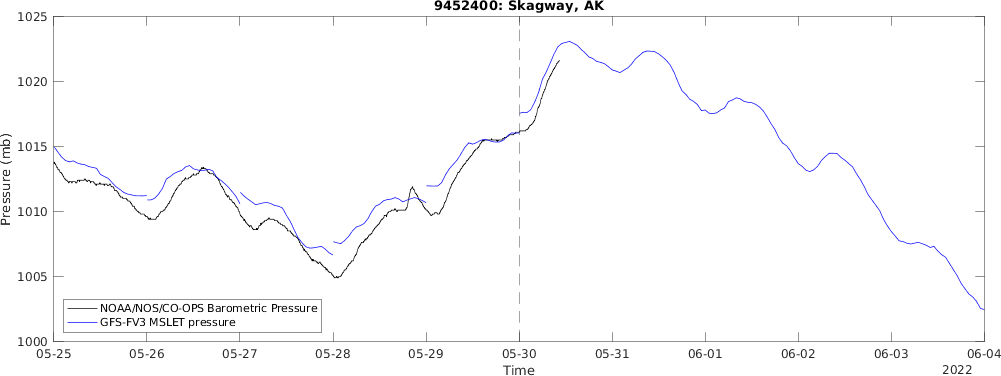 9452400: Skagway, AK
Pressure (mb)
1025
1020
1015
1010
1005
1000
NOAA/NOS/CO-OPS Barometric Pressure
GFS-FV3 MSLET pressure
05-25 05-26 05-27 05-28 05-29 05-30 05-31 06-01 06-02 06-03 06-04
Time
2022